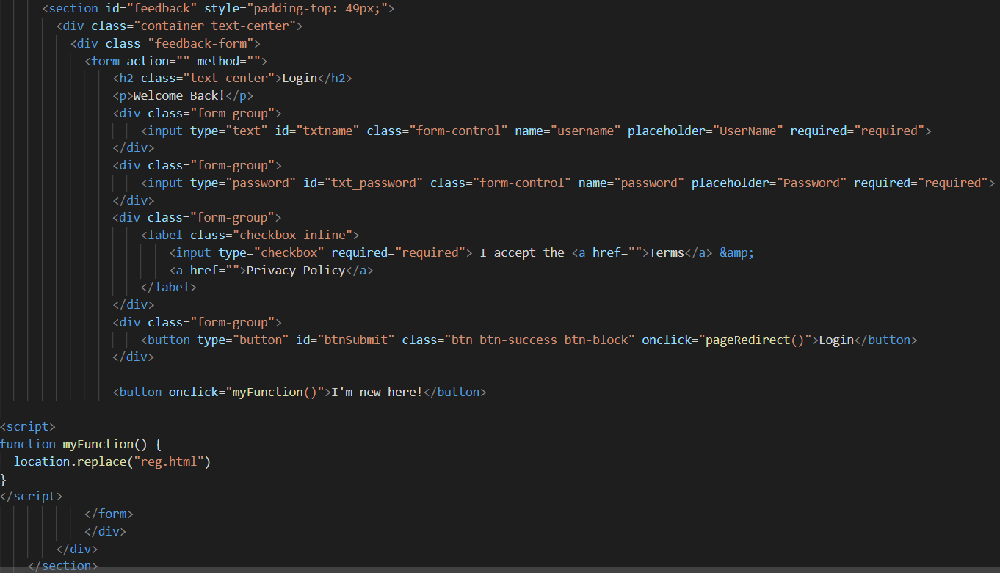 <section id="feedback" style="padding-top: 49px;">
<div class="container text-center">
<div class="feedback-form">
<form action="" method="">
<h2 class="text-center">Login</h2>
<p>Welcome Back!</p>
<div class="form-group">
<input type="text" id="txtname" class="form-control" name="username" placeholder="UserName" required="required">
</div>
<div class="form-group">
<input type="password" id="txt_password" class="form-control" name="password" placeholder="Password" required="required">
</div>
<div class="form-group">
<label class="checkbox-inline">
<input type="checkbox" required="required"> I accept the <a href="">Terms</a> &amp;
<a href="">Privacy Policy</a>
</label>
</div>
<div class="form-group">
<button type="button" id="btnSubmit" class="btn btn-success btn-block" onclick="pageRedirect()">Login</button>
</div>
<button onclick="myFunction()">I'm new here!</button>
<script>
function myFunction() {
location.replace("reg.html")
}
</script>
</form>
</div>
</div>
</section>